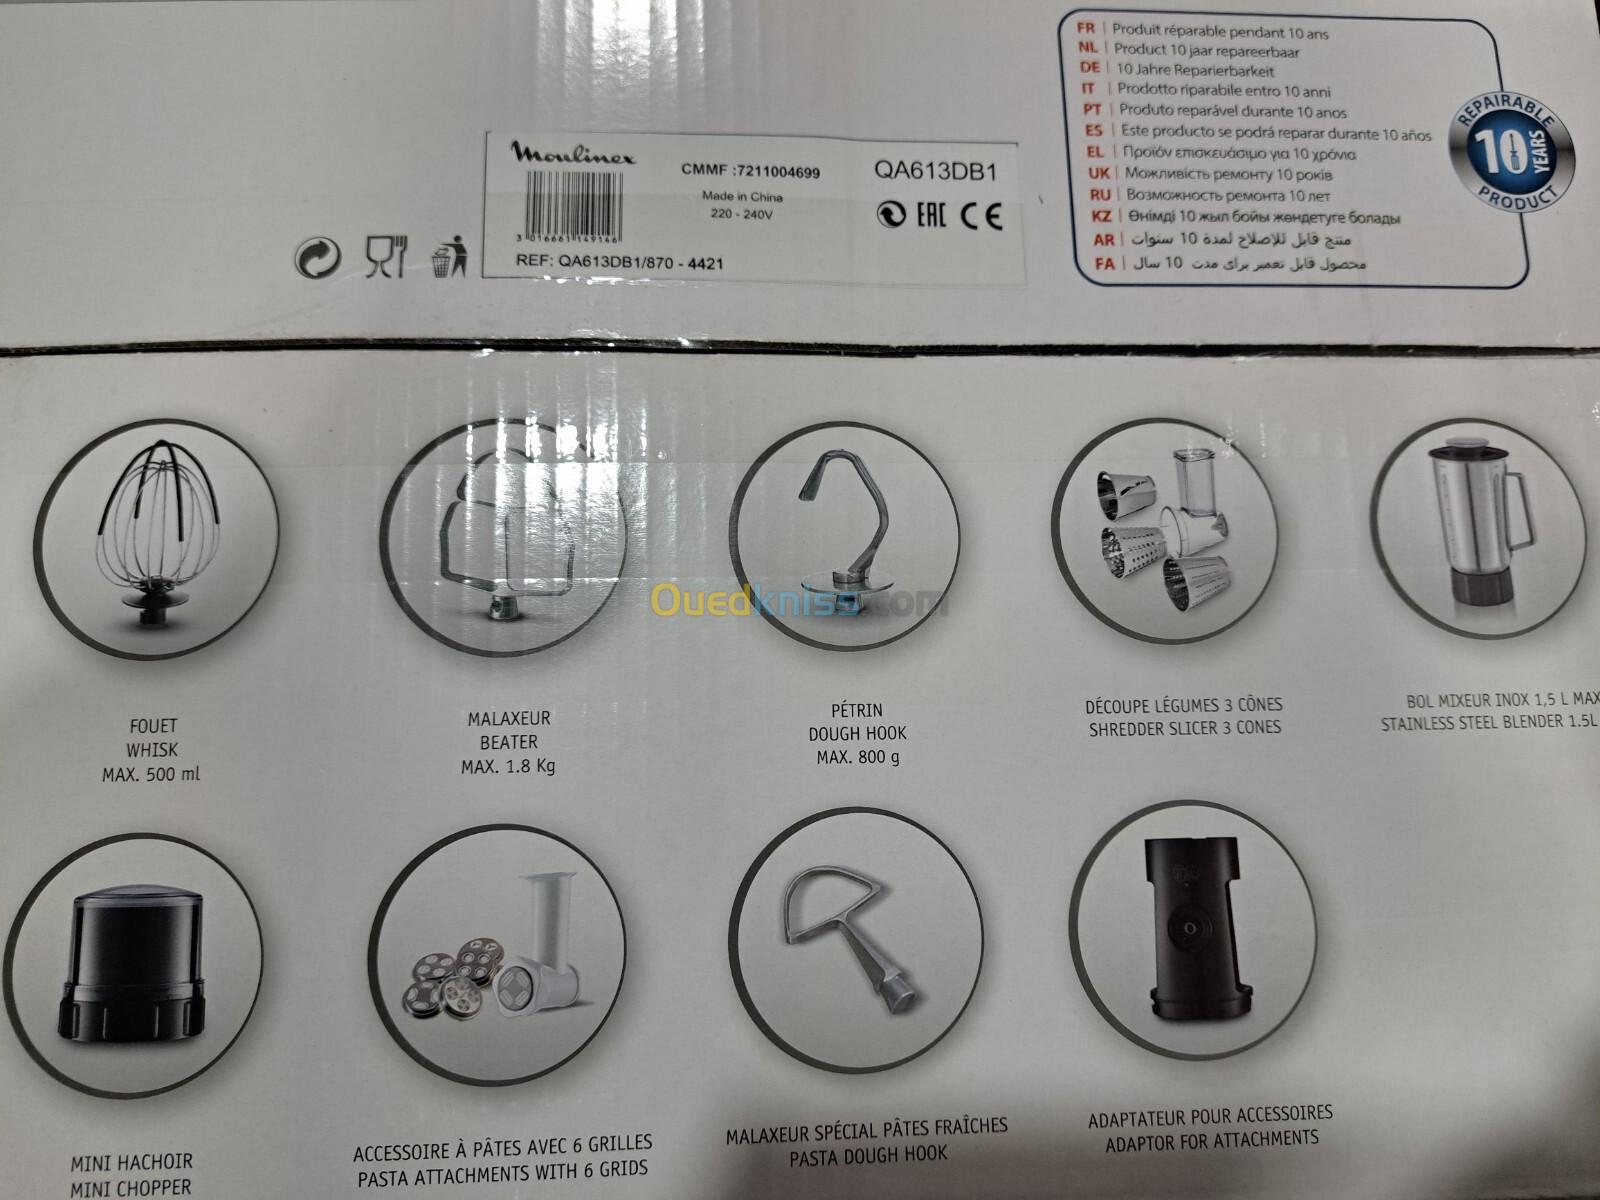 FR | Produit réparable pendant 10 ans
NL | Product 10 jaar repareerbaar
DE | 10 Jahre Reparierbarkeit
IT | Prodotto riparabile entro 10 anni
PT | Produto reparável durante 10 anos
ES | Este producto se podrá reparar durante 10 años
EL | Προϊόν επισκευάσιμο για 10 χρόνια
UK | Можливість ремонту 10 років
RU | Возможность ремонта 10 лет
KZ | Өнімді 10 жыл бойы жөндетуге болады
AR | منتج قابل للإصلاح لمدة 10 سنوات
FA | محصول قابل تعمیر برای مدت 10 سال
REPAIRABLE
10 YEARS
PRODUCT
Moulinex
CMMF :7211004699
QA613DB1
Made in China
220 - 240V
EAC CE
3 016661 149146
REF: QA613DB1/870 - 4421
Ouedkniss.com
FOUET
WHISK
MAX. 500 ml
MALAXEUR
BEATER
MAX. 1.8 Kg
PÉTRIN
DOUGH HOOK
MAX. 800 g
DÉCOUPE LÉGUMES 3 CÔNES
SHREDDER SLICER 3 CONES
BOL MIXEUR INOX 1,5 L MAX
STAINLESS STEEL BLENDER 1.5L
MINI HACHOIR
MINI CHOPPER
ACCESSOIRE À PÂTES AVEC 6 GRILLES
PASTA ATTACHMENTS WITH 6 GRIDS
MALAXEUR SPÉCIAL PÂTES FRAÎCHES
PASTA DOUGH HOOK
ADAPTATEUR POUR ACCESSOIRES
ADAPTOR FOR ATTACHMENTS